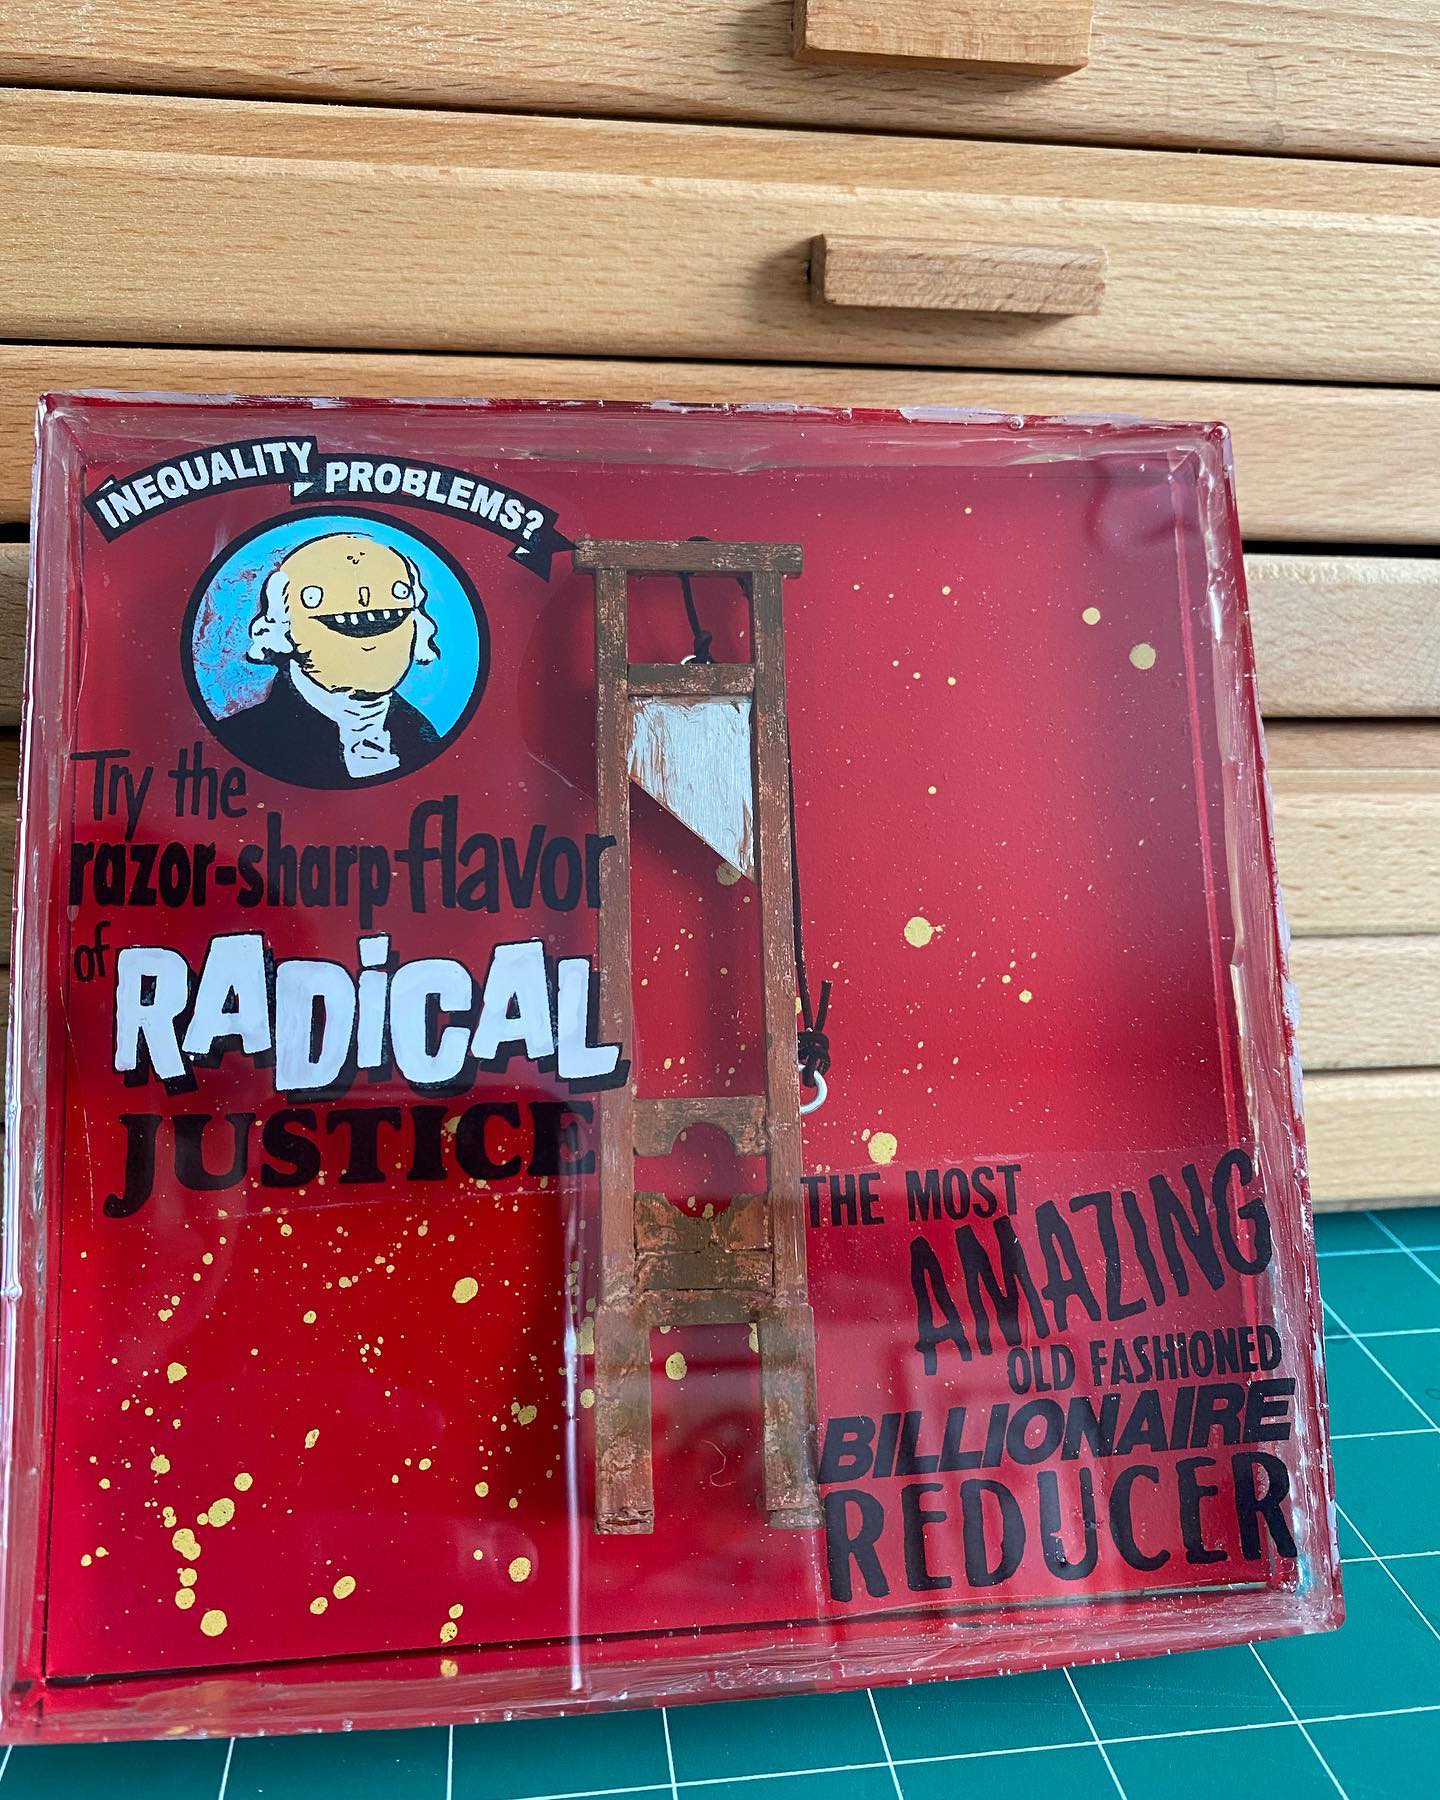 INEQUALITY PROBLEMS?
Try the
razor-sharp flavor
of RADiCAL
JUSTICE
THE MOST
AMAZING
OLD FASHIONED
BILLIONAIRE
REDUCER